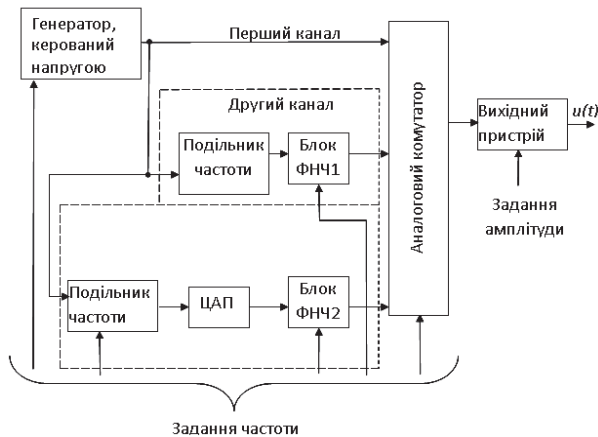 Генератор,
керований
напругою
Перший канал
Другий канал
Подільник
частоти
Блок
ФНЧ1
Аналоговий комутатор
Вихідний
пристрій
u(t)
Задання
амплітуди
Подільник
частоти
ЦАП
Блок
ФНЧ2
Задання частоти